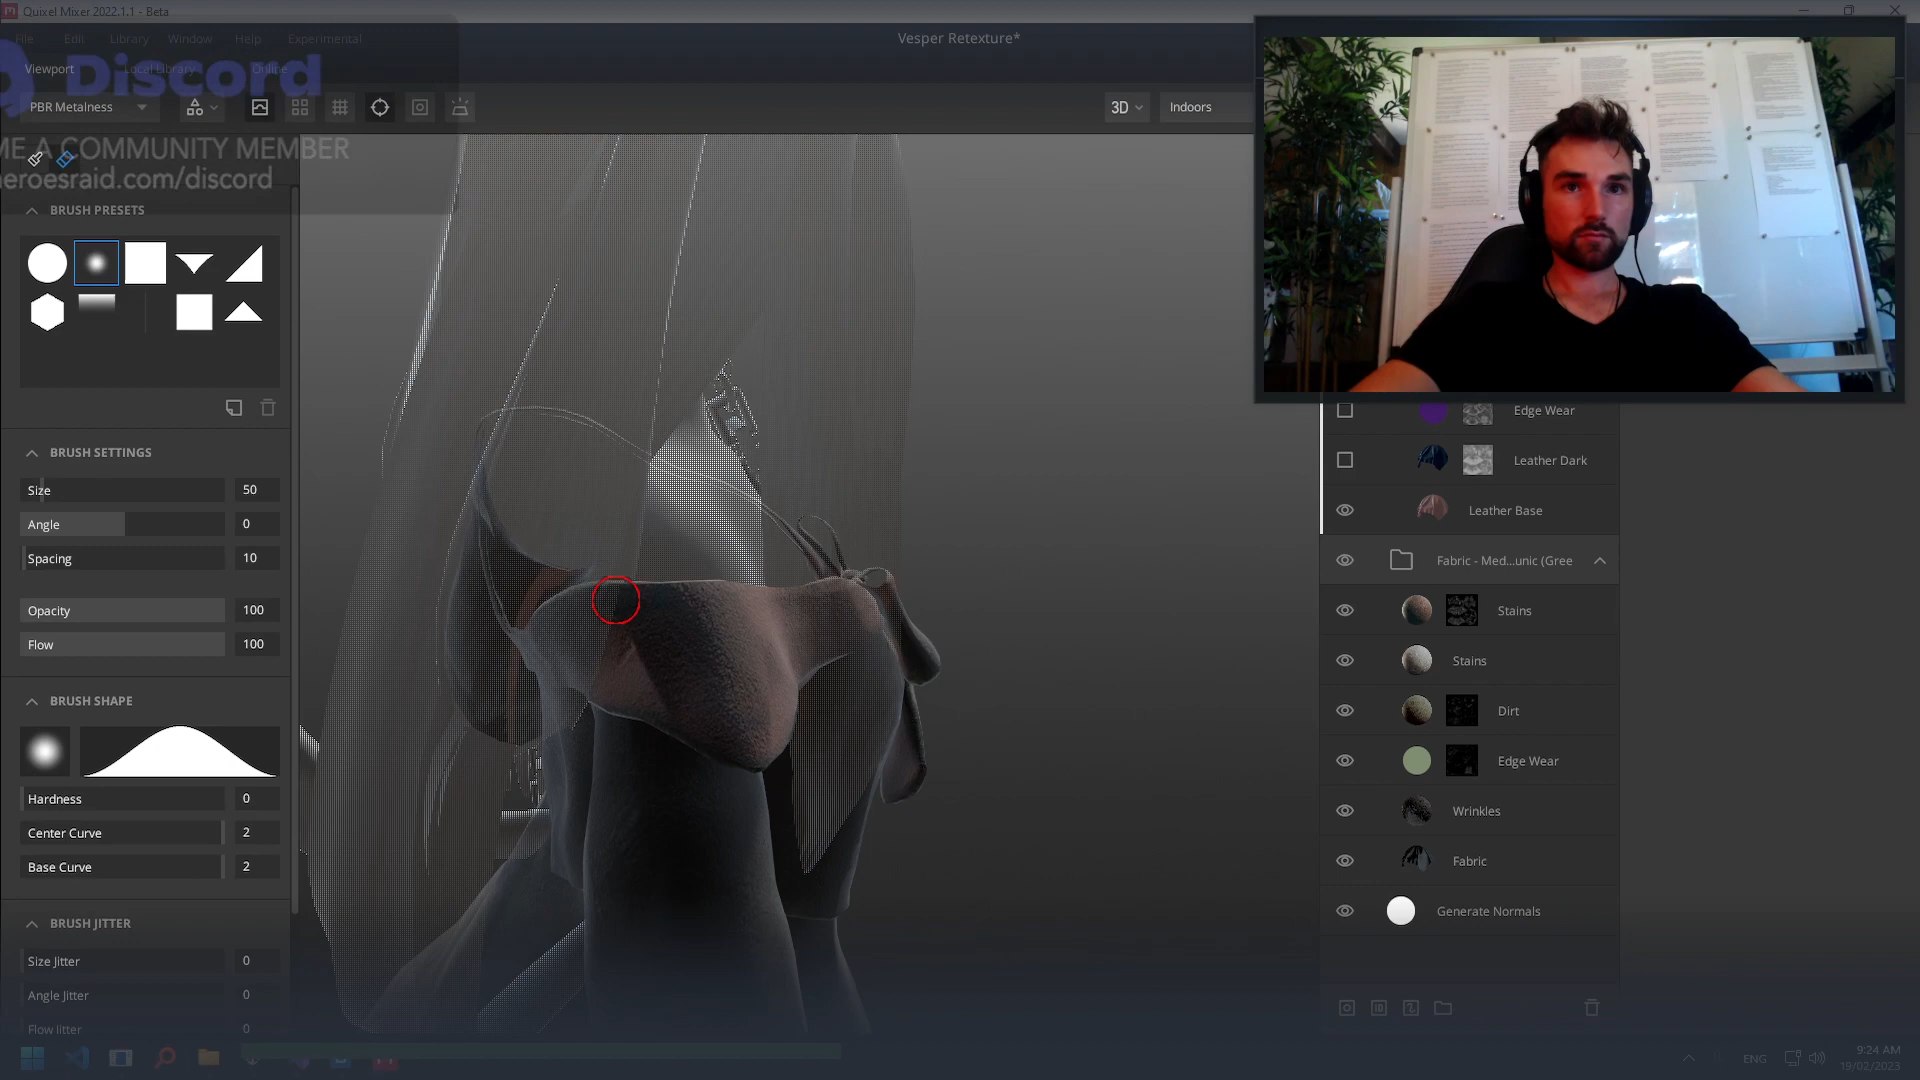 Quixel Mixer 2022.1.1 - Beta
File Edit Library Window Help Experimental
Vesper Retexture*
Viewport Local Library Online
Discord
PBR Metalness
3D
Indoors
ME A COMMUNITY MEMBER
heroesraid.com/discord
BRUSH PRESETS
BRUSH SETTINGS
Size 50
Angle 0
Spacing 10
Opacity 100
Flow 100
BRUSH SHAPE
Hardness 0
Center Curve 2
Base Curve 2
BRUSH JITTER
Size Jitter 0
Angle Jitter 0
Flow Jitter 0
Edge Wear
Leather Dark
Leather Base
Fabric - Med...unic (Gree
Stains
Stains
Dirt
Edge Wear
Wrinkles
Fabric
Generate Normals
ENG
9:24 AM
19/02/2023